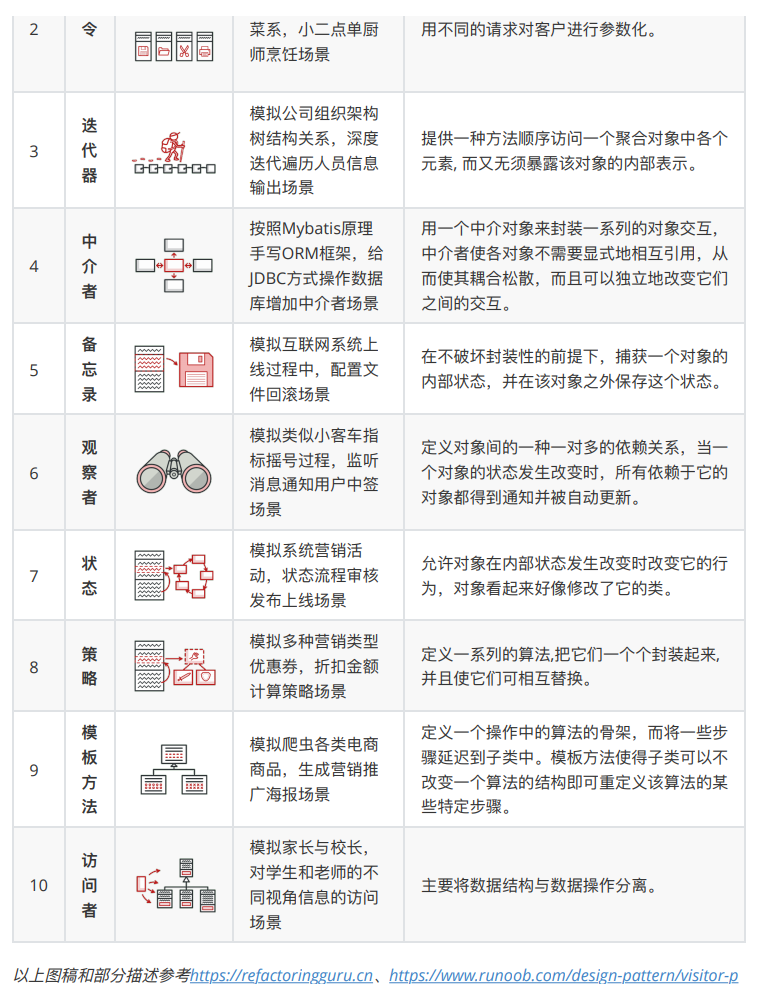 2 令 菜系，小二点单厨 用不同的请求对客户进行参数化。
师烹饪场景
模拟公司组织架构
迭 树结构关系，深度 提供一种方法顺序访问一个聚合对象中各个
3 代 迭代遍历人员信息 元素, 而又无须暴露该对象的内部表示。
器 输出场景
按照Mybatis原理 用一个中介对象来封装一系列的对象交互，
中 手写ORM框架，给 中介者使各对象不需要显式地相互引用，从
4 介 JDBC方式操作数据 而使其耦合松散，而且可以独立地改变它们
者 库增加中介者场景 之间的交互。
备 模拟互联网系统上 在不破坏封装性的前提下，捕获一个对象的
5 忘 线过程中，配置文 内部状态，并在该对象之外保存这个状态。
录 件回滚场景
模拟类似小客车指 定义对象间的一种一对多的依赖关系，当一
观 标摇号过程，监听 个对象的状态发生改变时，所有依赖于它的
6 察 消息通知用户中签 对象都得到通知并被自动更新。
者 场景
模拟系统营销活 允许对象在内部状态发生改变时改变它的行
7 状 动，状态流程审核 为，对象看起来好像修改了它的类。
态 发布上线场景
模拟多种营销类型 定义一系列的算法,把它们一个个封装起来,
8 策 优惠券，折扣金额 并且使它们可相互替换。
略 计算策略场景
模 模拟爬虫各类电商 定义一个操作中的算法的骨架，而将一些步
9 板 商品，生成营销推 骤延迟到子类中。模板方法使得子类可以不
方 广海报场景 改变一个算法的结构即可重定义该算法的某
法 些特定步骤。
模拟家长与校长，
访 对学生和老师的不 主要将数据结构与数据操作分离。
10 问 同视角信息的访问
者 场景
以上图稿和部分描述参考https://refactoringguru.cn、https://www.runoob.com/design-pattern/visitor-p